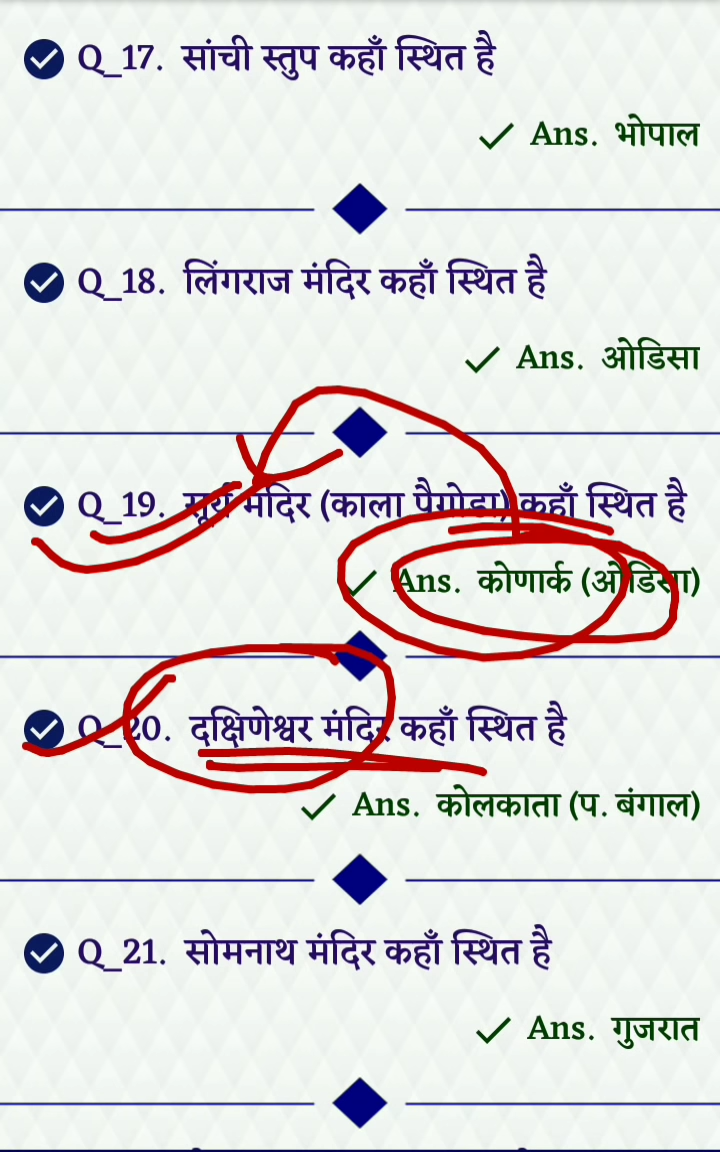 Q_17. सांची स्तुप कहाँ स्थित है
Ans. भोपाल
Q_18. लिंगराज मंदिर कहाँ स्थित है
Ans. ओडिसा
Q_19. सूर्य मंदिर (काला पैगोडा) कहाँ स्थित है
Ans. कोणार्क (ओडिसा)
Q_20. दक्षिणेश्वर मंदिर कहाँ स्थित है
Ans. कोलकाता (प. बंगाल)
Q_21. सोमनाथ मंदिर कहाँ स्थित है
Ans. गुजरात